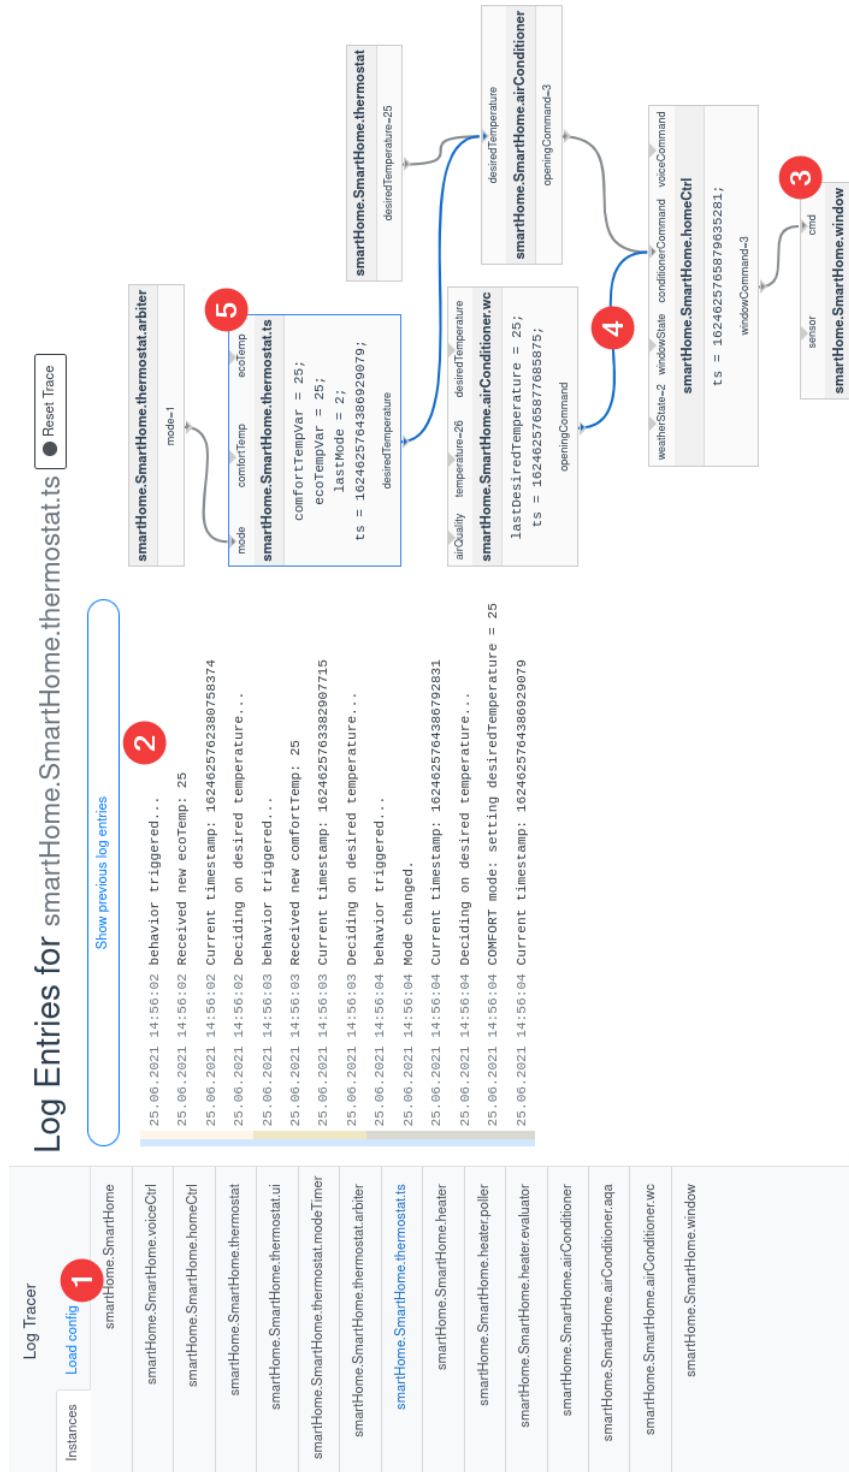 Log Tracer
Instances
Load config
1
smartHome.SmartHome
smartHome.SmartHome.voiceCtrl
smartHome.SmartHome.homeCtrl
smartHome.SmartHome.thermostat
smartHome.SmartHome.thermostat.ui
smartHome.SmartHome.thermostat.modeTimer
smartHome.SmartHome.thermostat.arbiter
smartHome.SmartHome.thermostat.ts
smartHome.SmartHome.heater
smartHome.SmartHome.heater.poller
smartHome.SmartHome.heater.evaluator
smartHome.SmartHome.airConditioner
smartHome.SmartHome.airConditioner.aqa
smartHome.SmartHome.airConditioner.wc
smartHome.SmartHome.window
Log Entries for smartHome.SmartHome.thermostat.ts
Reset Trace
Show previous log entries
2
25.06.2021 14:56:02 behavior triggered...
25.06.2021 14:56:02 Received new ecoTemp: 25
25.06.2021 14:56:02 Current timestamp: 1624625762380758374
25.06.2021 14:56:02 Deciding on desired temperature...
25.06.2021 14:56:03 behavior triggered...
25.06.2021 14:56:03 Received new comfortTemp: 25
25.06.2021 14:56:03 Current timestamp: 1624625763382907715
25.06.2021 14:56:03 Deciding on desired temperature...
25.06.2021 14:56:04 behavior triggered...
25.06.2021 14:56:04 Mode changed.
25.06.2021 14:56:04 Current timestamp: 1624625764386792831
25.06.2021 14:56:04 Deciding on desired temperature...
25.06.2021 14:56:04 COMFORT mode: setting desiredTemperature = 25
25.06.2021 14:56:04 Current timestamp: 1624625764386929079
smartHome.SmartHome.thermostat.arbiter
mode=1
5
mode comfortTemp ecoTemp
smartHome.SmartHome.thermostat.ts
comfortTempVar = 25;
ecoTempVar = 25;
lastMode = 2;
ts = 1624625764386929079;
desiredTemperature
smartHome.SmartHome.thermostat
desiredTemperature=25
airQuality temperature=26 desiredTemperature
smartHome.SmartHome.airConditioner.wc
lastDesiredTemperature = 25;
ts = 1624625765877685875;
openingCommand
desiredTemperature
smartHome.SmartHome.airConditioner
openingCommand=3
4
weatherState=2 windowState conditionerCommand voiceCommand
smartHome.SmartHome.homeCtrl
ts = 1624625765879635281;
windowCommand=3
3
sensor cmd
smartHome.SmartHome.window